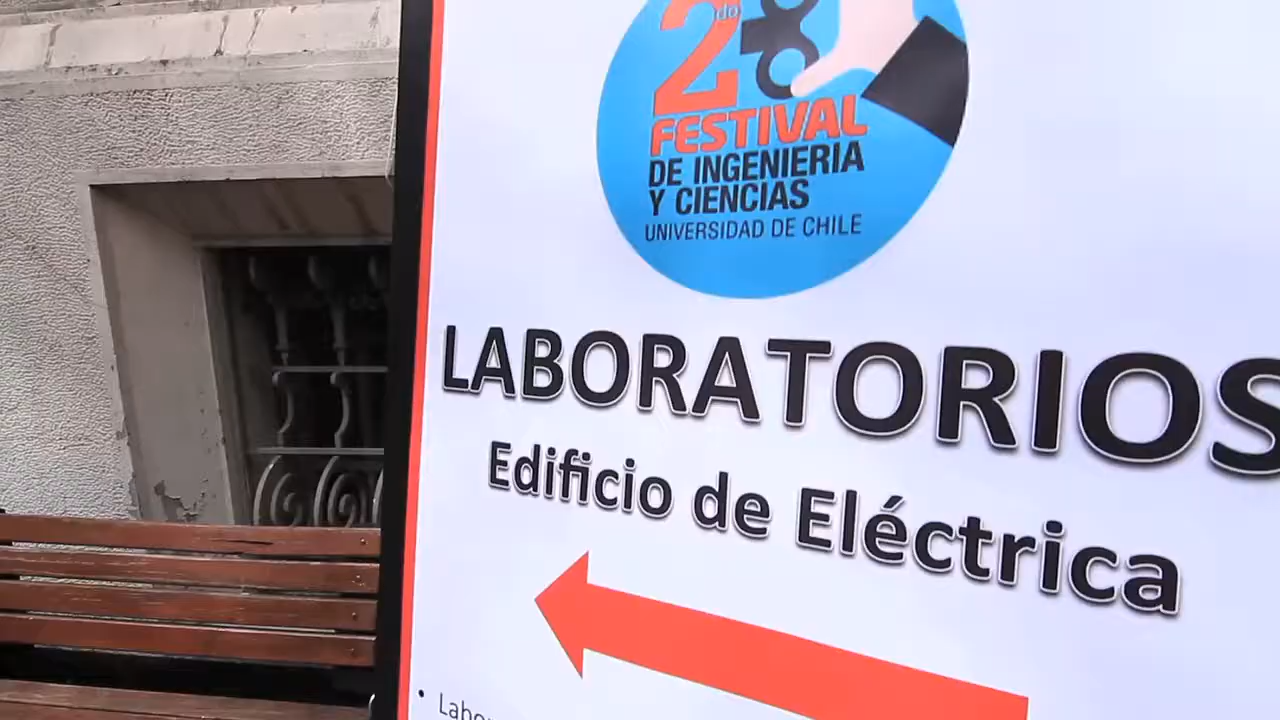 2do
FESTIVAL
DE INGENIERIA
Y CIENCIAS
UNIVERSIDAD DE CHILE
LABORATORIOS
Edificio de Eléctrica